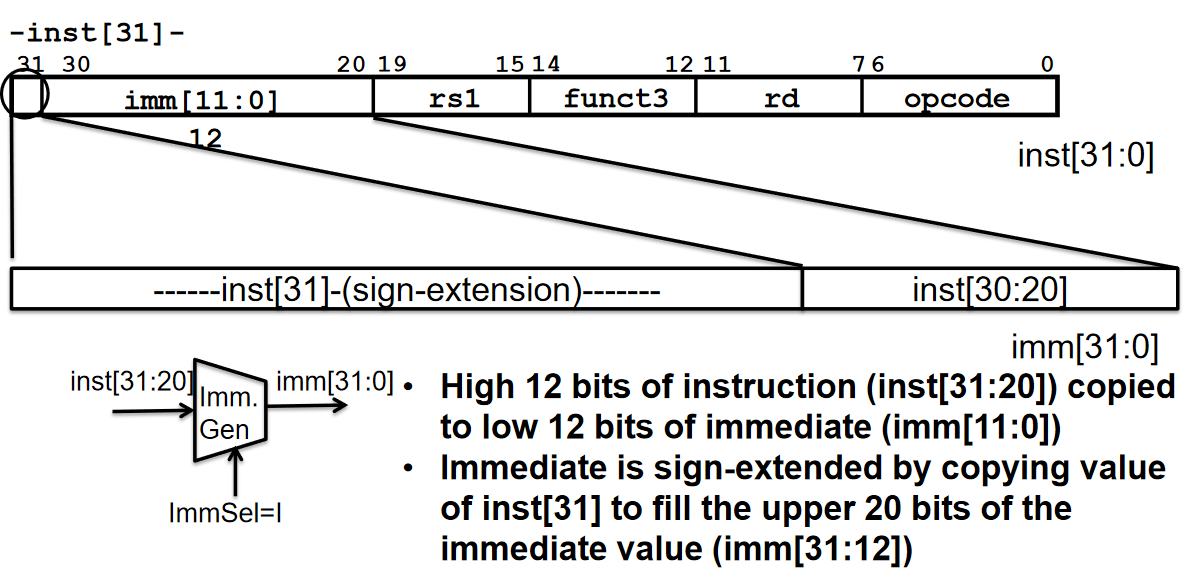 -inst[31]-
31 30 20 19 15 14 12 11 7 6 0
imm[11:0] rs1 funct3 rd opcode
12
inst[31:0]
------inst[31]-(sign-extension)------- inst[30:20]
imm[31:0]
inst[31:20] imm[31:0]
Imm.
Gen
ImmSel=I
• High 12 bits of instruction (inst[31:20]) copied
to low 12 bits of immediate (imm[11:0])
• Immediate is sign-extended by copying value
of inst[31] to fill the upper 20 bits of the
immediate value (imm[31:12])